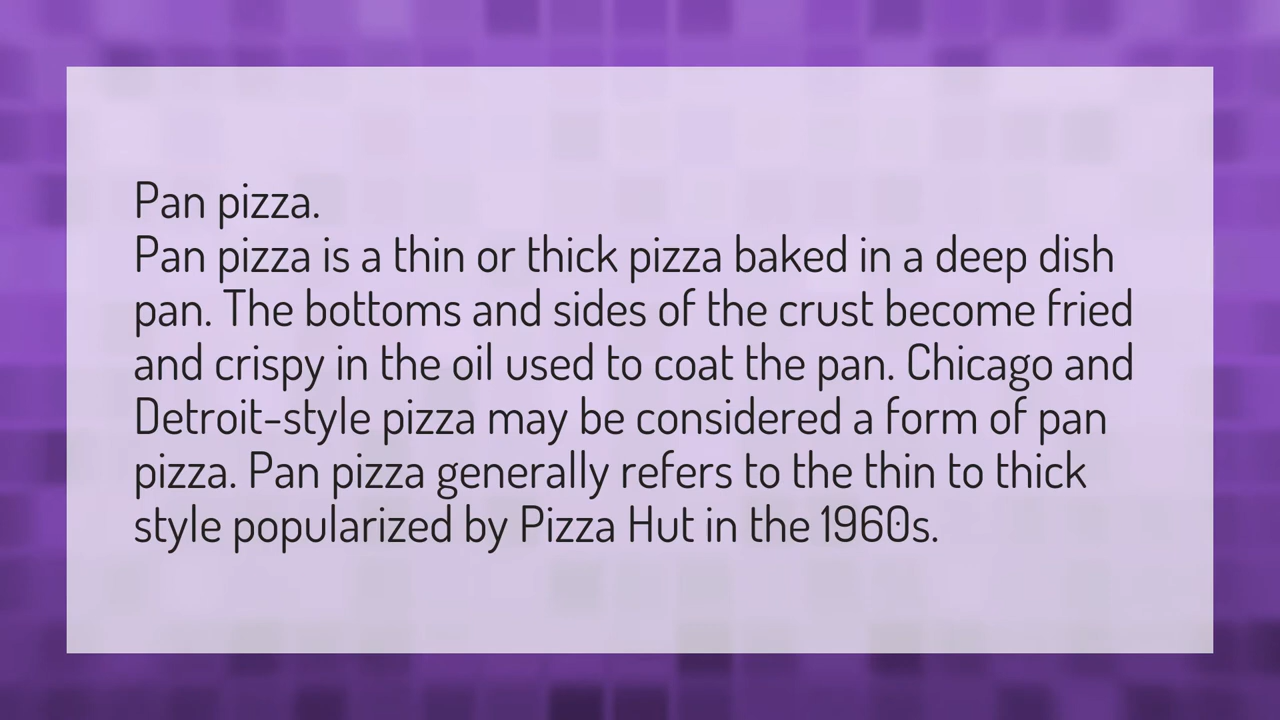 Pan pizza.
Pan pizza is a thin or thick pizza baked in a deep dish
pan. The bottoms and sides of the crust become fried
and crispy in the oil used to coat the pan. Chicago and
Detroit-style pizza may be considered a form of pan
pizza. Pan pizza generally refers to the thin to thick
style popularized by Pizza Hut in the 1960s.